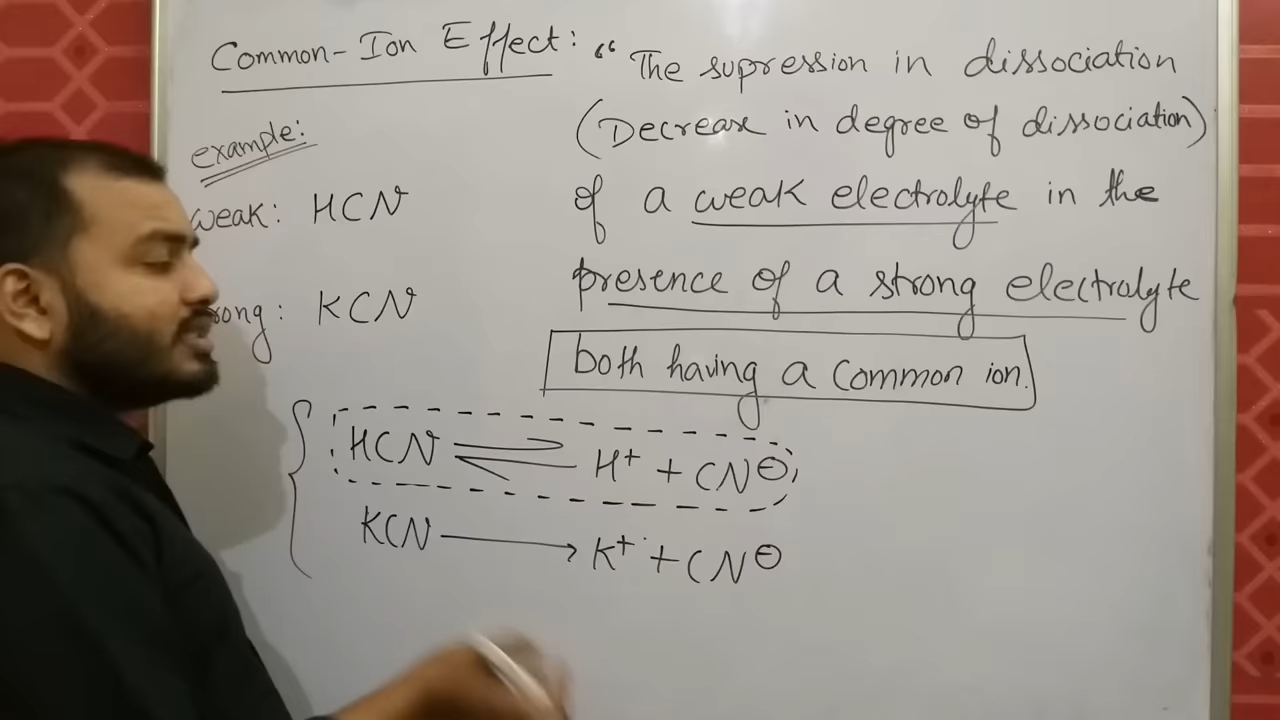 Common-Ion Effect: “The supression in dissociation
(Decrease in degree of dissociation)
of a weak electrolyte in the
presence of a strong electrolyte
both having a common ion.
example:
weak: HCN
rong: KCN
HCN ⇌ H+ + CN⊖
KCN → K+ + CN⊖